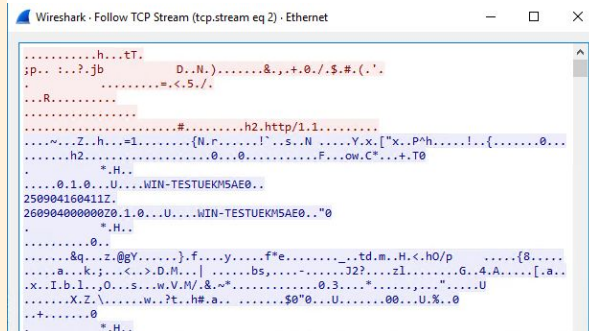 Wireshark · Follow TCP Stream (tcp.stream eq 2) · Ethernet
...........h...tT.
;p.. :..?.jb D..N.).......&.,.+.0./.$.#.(.'.
. .........=.<.5./.
...R..........
.................
......................#.........h2.http/1.1.........
....~...Z..h...=1........{N.r......!`..s..N .....Y.x.["x..P^h.....!..{.......0...
.......h2...................0...0...........F...ow.C*...+.T0
. *.H..
.....0.1.0...U....WIN-TESTUEKM5AE0..
250904160411Z.
260904000000Z0.1.0...U....WIN-TESTUEKM5AE0.."0
. *.H..
..........0..
.......&q...z.@gY......}.f....y.....f*e........_..td.m..H.<.hO/p .....{8.....
.....a...k.;...<..>.D.M...| ......bs,....-......J2?....zl........G..4.A.....[.a..
.x..I.b.l..,O...s...w.V.M/.&.~*............0.3....*......,...".....U
.......X.Z.\......w..?t..h#.a.. .......$0"0...U.......00...U.%..0
..+.......0
. *.H..